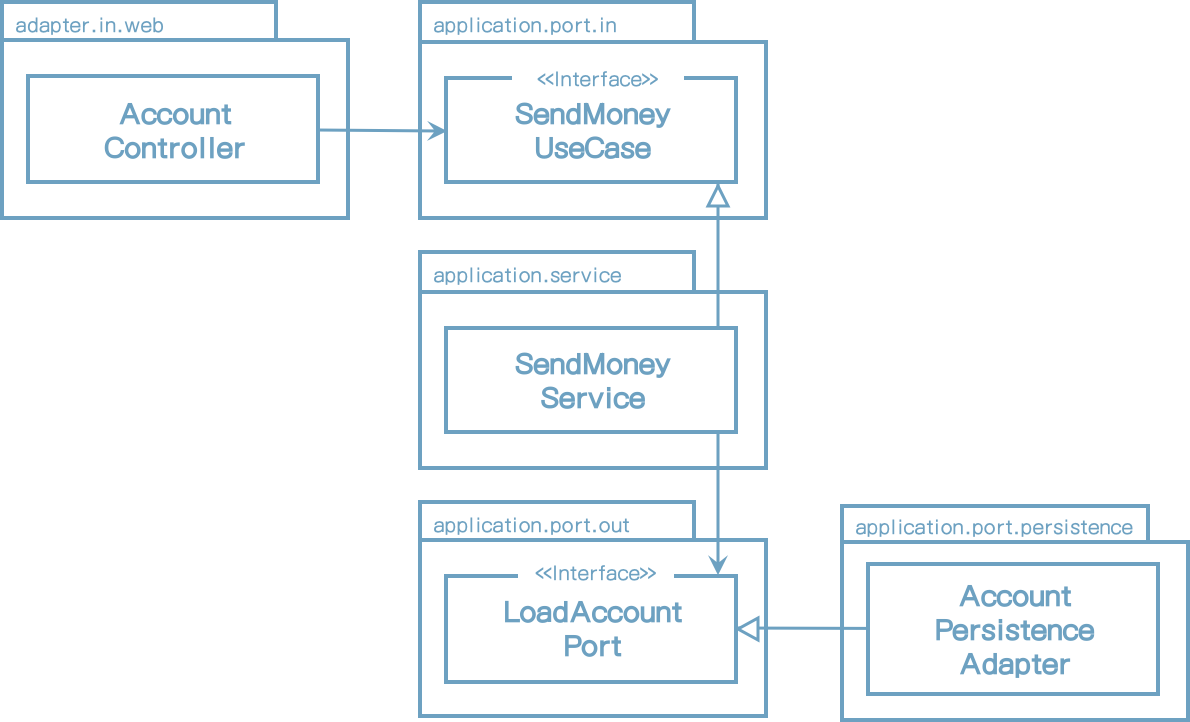 adapter.in.web
Account
Controller
application.port.in
<<Interface>>
SendMoney
UseCase
application.service
SendMoney
Service
application.port.out
<<Interface>>
LoadAccount
Port
application.port.persistence
Account
Persistence
Adapter